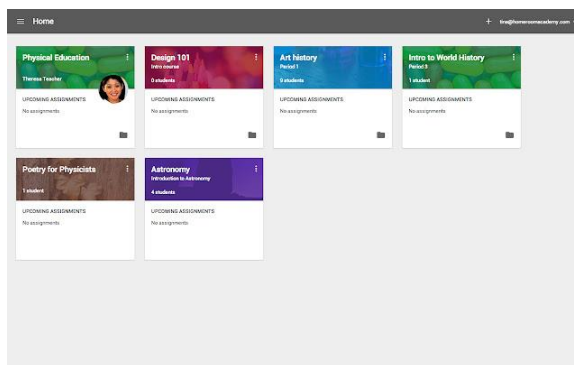 Home
+ tina@homeroomacademy.com
Physical Education
Theresa Teacher
UPCOMING ASSIGNMENTS
No assignments
Design 101
Intro course
0 students
UPCOMING ASSIGNMENTS
No assignments
Art history
Period 1
9 students
UPCOMING ASSIGNMENTS
No assignments
Intro to World History
Period 3
1 student
UPCOMING ASSIGNMENTS
No assignments
Poetry for Physicists
1 student
UPCOMING ASSIGNMENTS
No assignments
Astronomy
Introduction to Astronomy
4 students
UPCOMING ASSIGNMENTS
No assignments